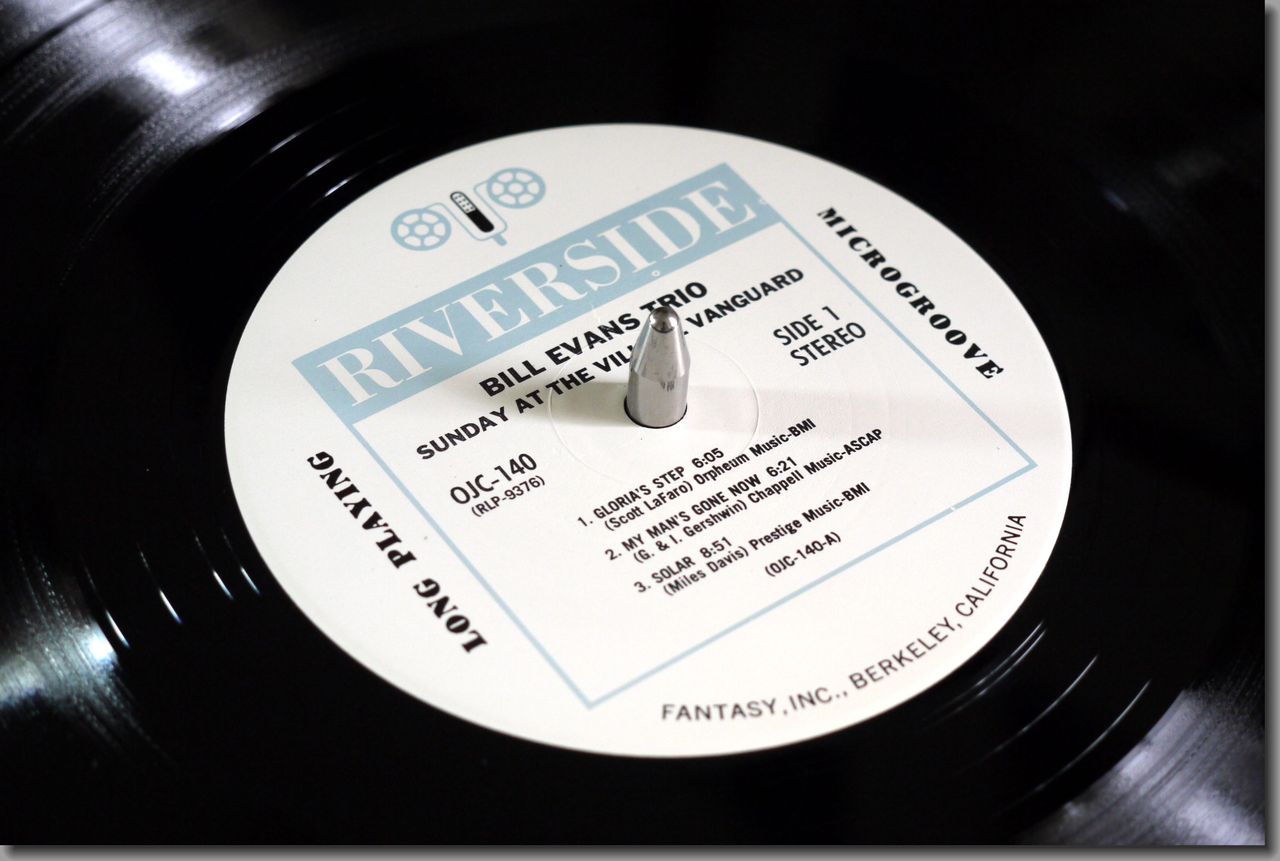 RIVERSIDE
BILL EVANS TRIO
SUNDAY AT THE VANGUARD
SIDE 1
STEREO
OJC-140
(RLP-9376)
1. GLORIA'S STEP 6:05
(Scott LaFaro) Orpheum Music-BMI
2. MY MAN'S GONE NOW 6:21
(G. & I. Gershwin) Chappell Music-ASCAP
3. SOLAR 8:51
(Miles Davis) Prestige Music-BMI
(OJC-140-A)
LONG PLAYING
MICROGROOVE
FANTASY, INC., BERKELEY, CALIFORNIA